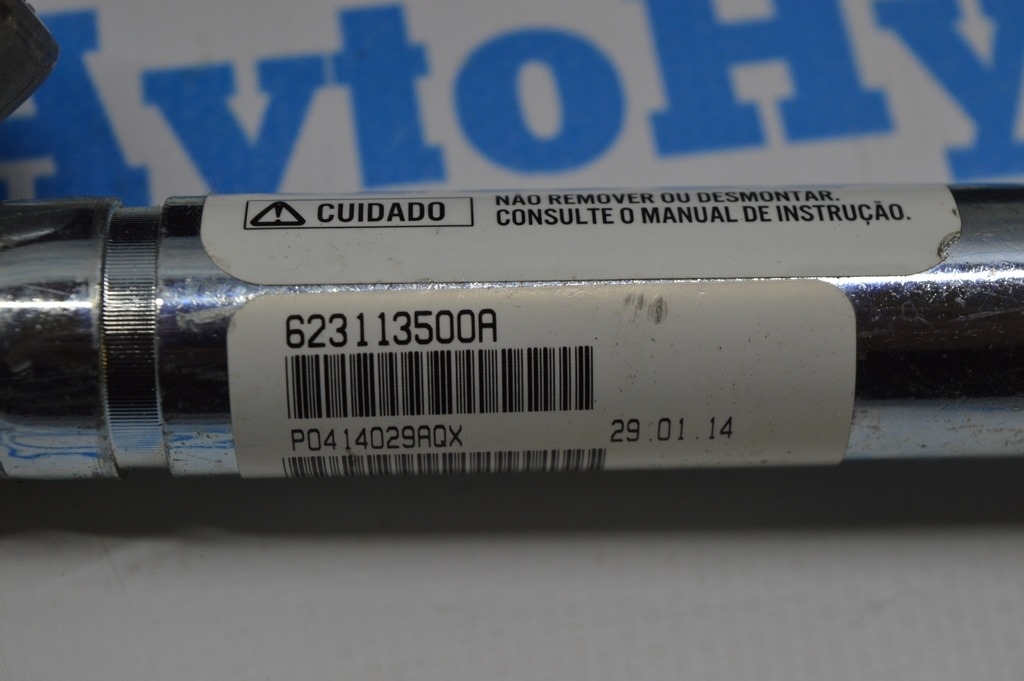 AvtoHy
⚠ CUIDADO
NÃO REMOVER OU DESMONTAR.
CONSULTE O MANUAL DE INSTRUÇÃO.
623113500A
P0414029AQX
29.01.14